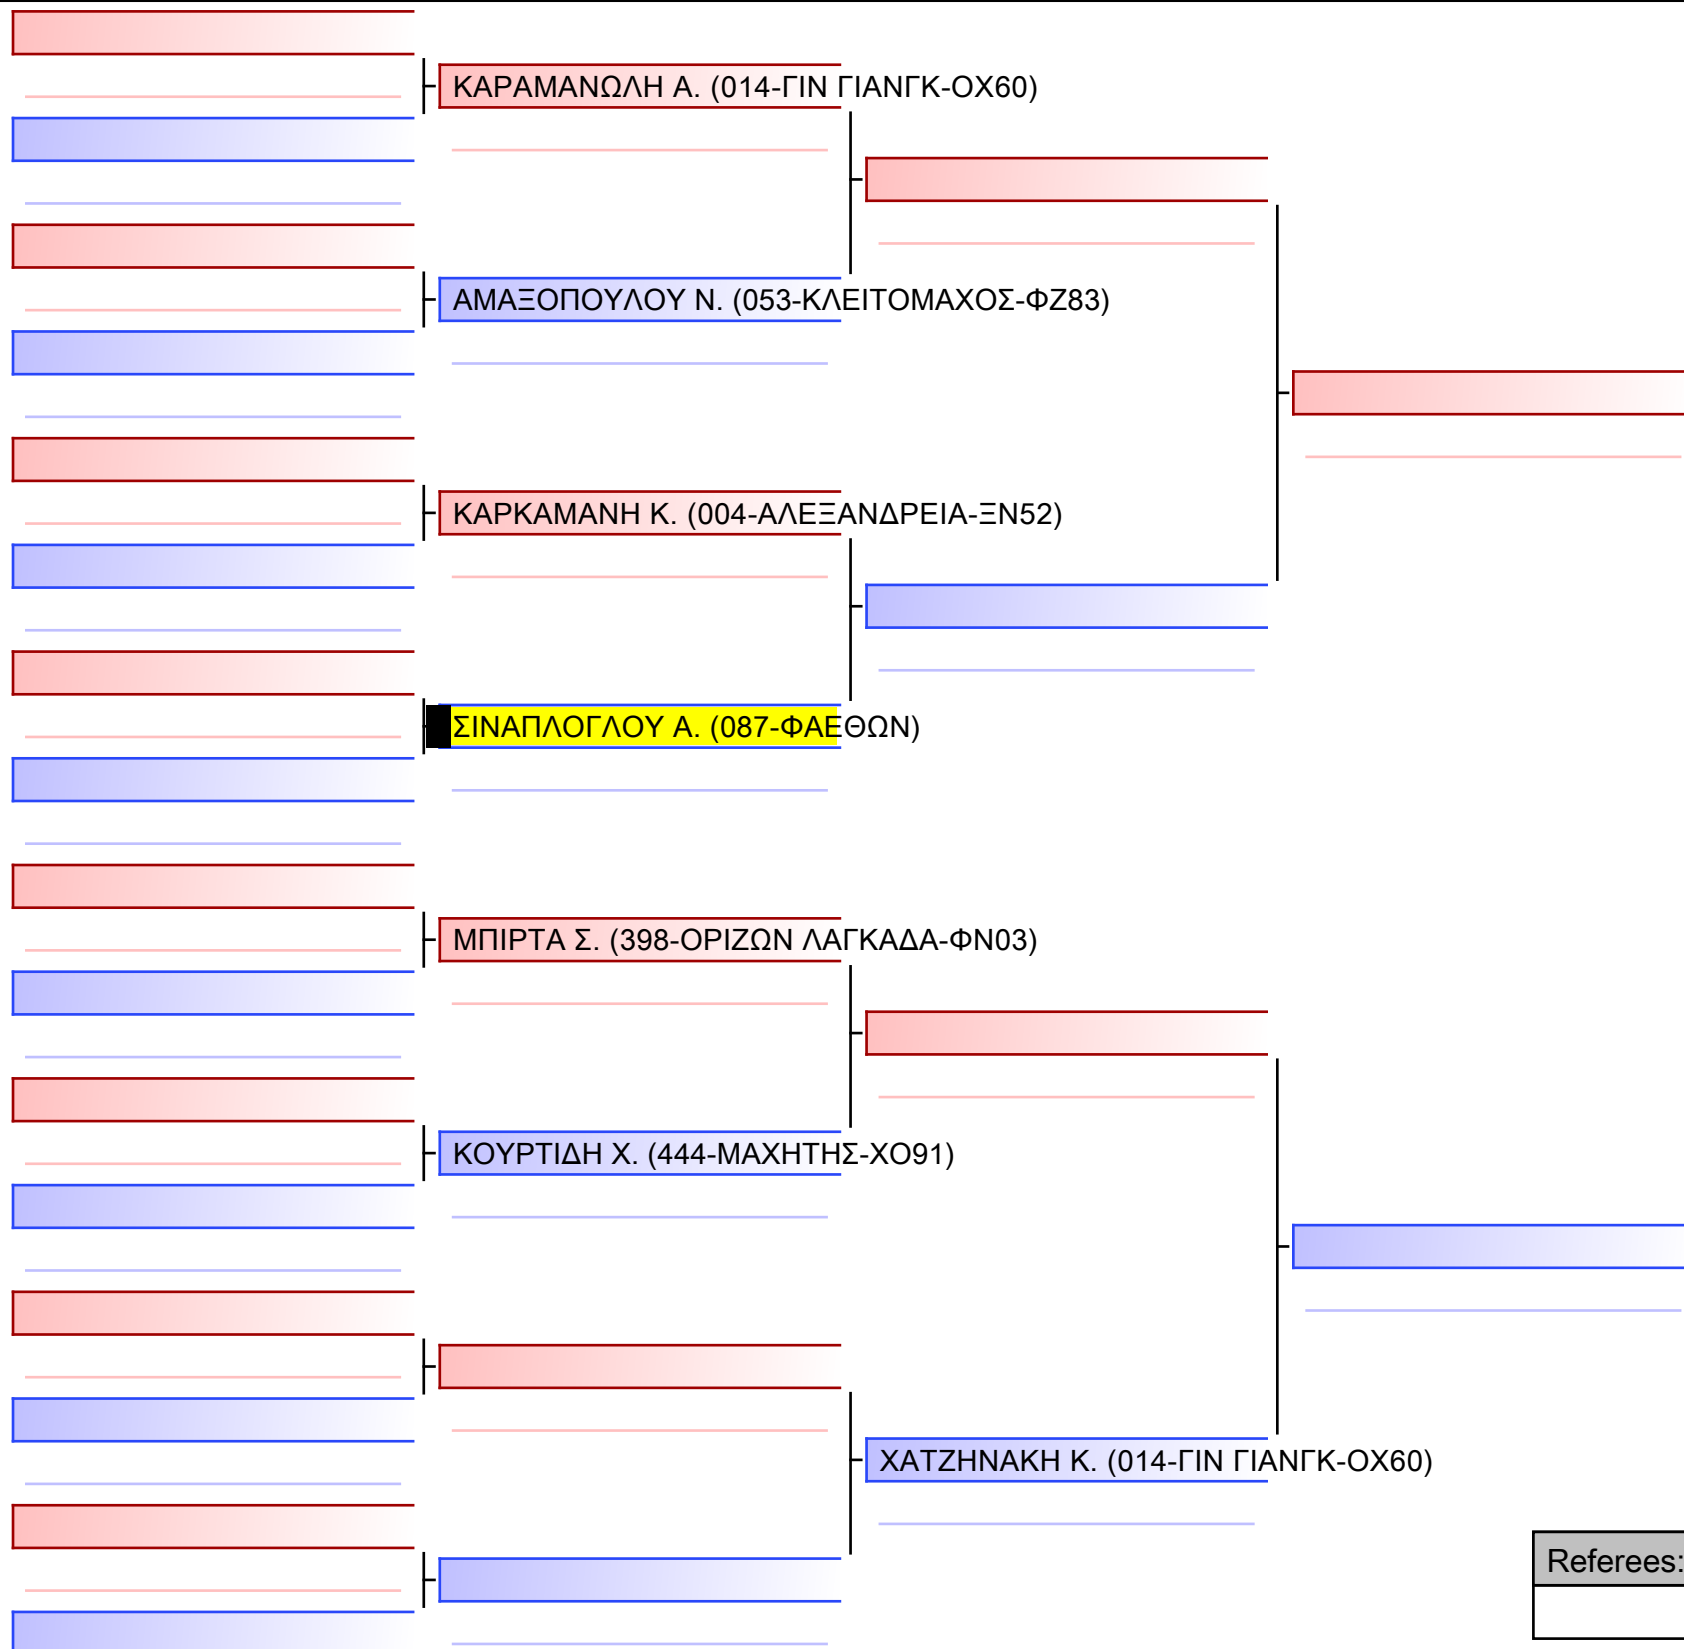 ΚΑΡΑΜΑΝΩΛΗ Α. (014-ΓΙΝ ΓΙΑΝΓΚ-ΟΧ60)
ΑΜΑΞΟΠΟΥΛΟΥ Ν. (053-ΚΛΕΙΤΟΜΑΧΟΣ-ΦΖ83)
ΚΑΡΚΑΜΑΝΗ Κ. (004-ΑΛΕΞΑΝΔΡΕΙΑ-ΞΝ52)
ΣΙΝΑΠΛΟΓΛΟΥ Α. (087-ΦΑΕΘΩΝ)
ΜΠΙΡΤΑ Σ. (398-ΟΡΙΖΩΝ ΛΑΓΚΑΔΑ-ΦΝ03)
ΚΟΥΡΤΙΔΗ Χ. (444-ΜΑΧΗΤΗΣ-ΧΟ91)
ΧΑΤΖΗΝΑΚΗ Κ. (014-ΓΙΝ ΓΙΑΝΓΚ-ΟΧ60)
Referees: